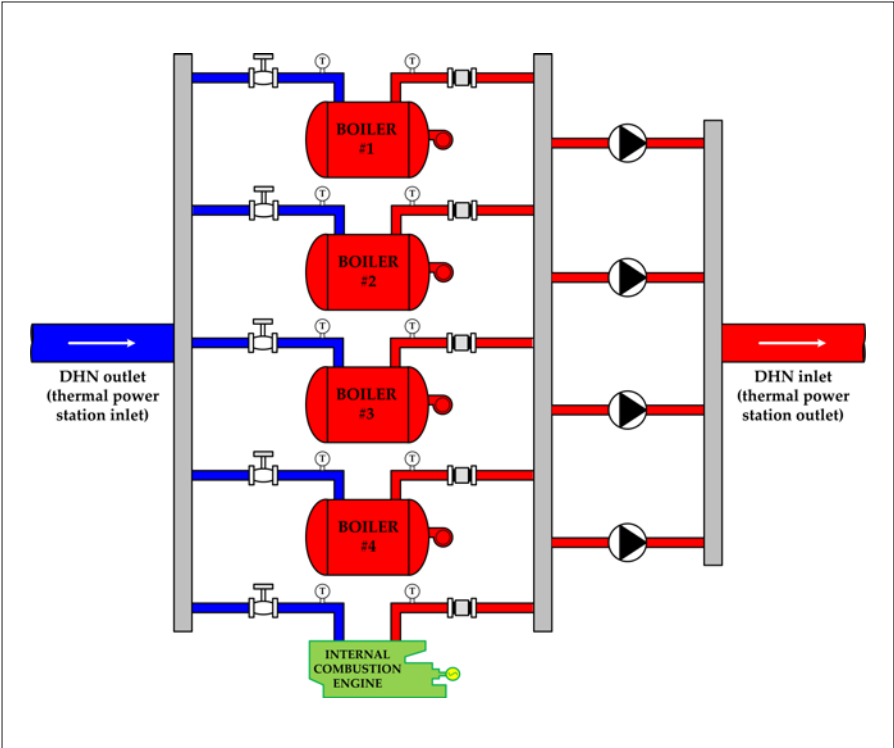 T
T
BOILER
#1
T
T
BOILER
#2
T
T
BOILER
#3
DHN outlet
(thermal power
station inlet)
DHN inlet
(thermal power
station outlet)
T
T
BOILER
#4
T
T
INTERNAL
COMBUSTION
ENGINE